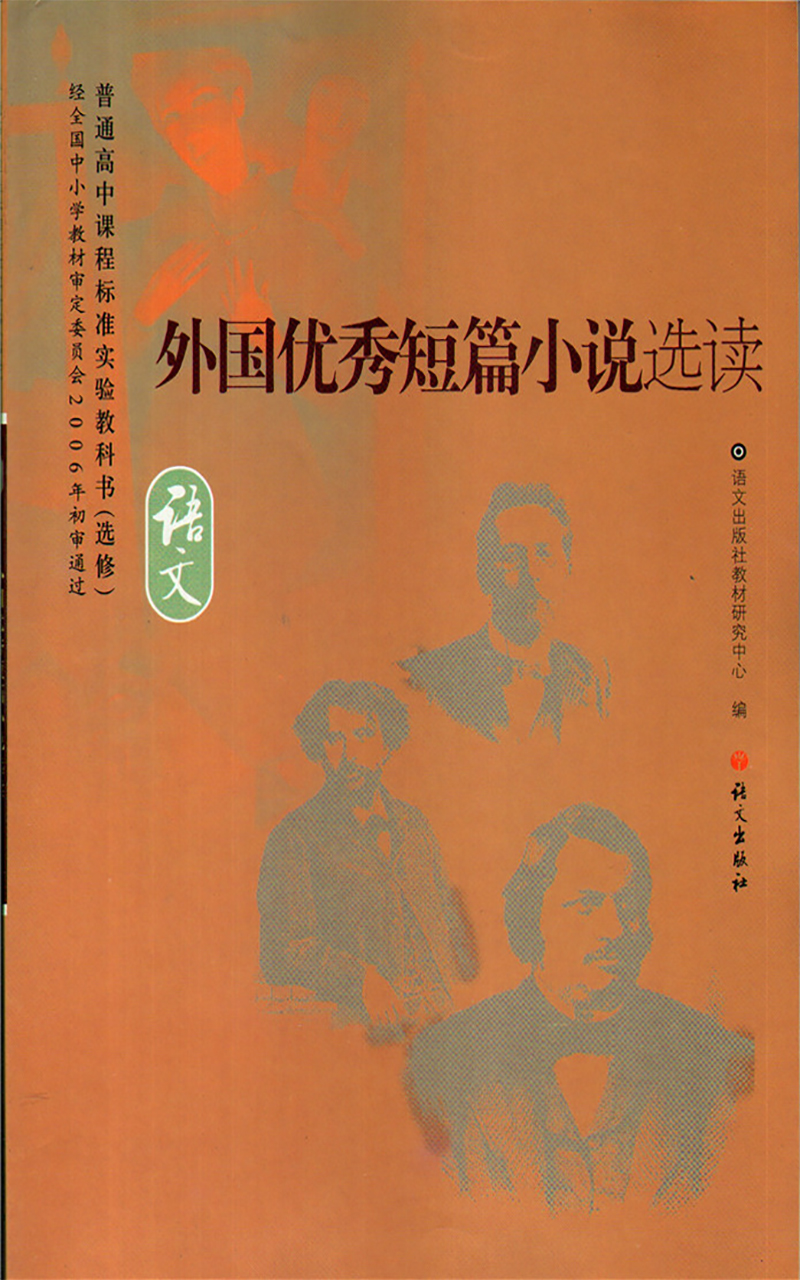 普通高中课程标准实验教科书(选修)
经全国中小学教材审定委员会2006年初审通过
外国优秀短篇小说选读
语文
语文出版社教材研究中心 编
语文出版社